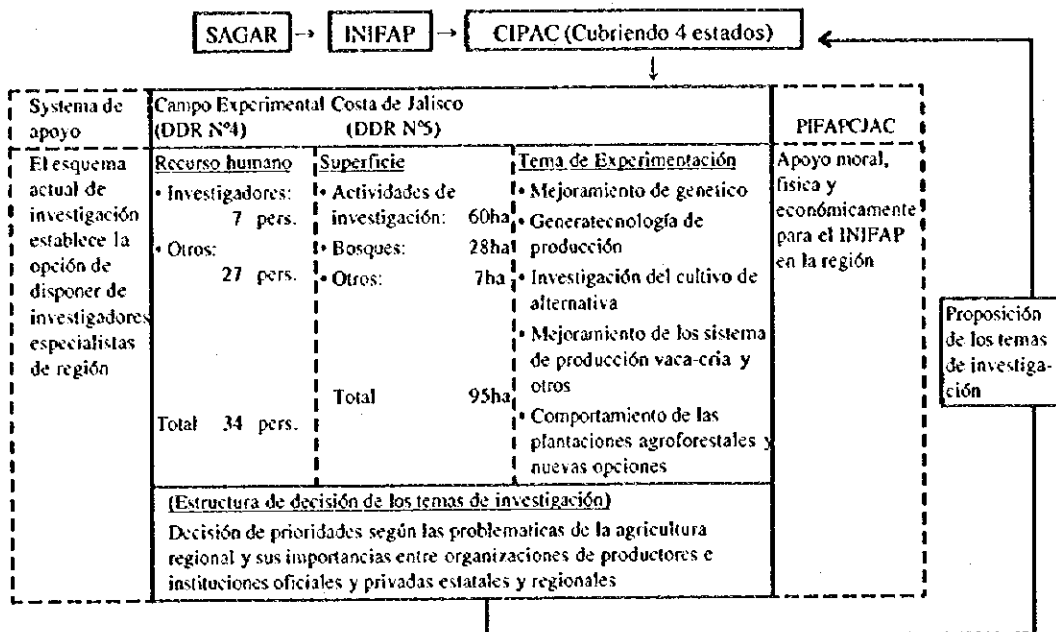 SAGAR → INIFAP → CIPAC (Cubriendo 4 estados)
Systema de
apoyo
Campo Experimental Costa de Jalisco
(DDR Nº4) (DDR Nº5)
PIFAPCJAC
El esquema
actual de
investigación
establece la
opción de
disponer de
investigadores
especialistas
de región
Recurso humano
• Investigadores:
7 pers.
• Otros:
27 pers.
Total 34 pers.
Superficie
• Actividades de
investigación: 60ha
• Bosques: 28ha
• Otros: 7ha
Total 95ha
Tema de Experimentación
• Mejoramiento de genetico
• Generatecnología de
producción
• Investigación del cultivo de
alternativa
• Mejoramiento de los sistema
de producción vaca-cria y
otros
• Comportamiento de las
plantaciones agroforestales y
nuevas opciones
Apoyo moral,
fisica y
económicamente
para el INIFAP
en la región
(Estructura de decisión de los temas de investigación)
Decisión de prioridades según las problematicas de la agricultura
regional y sus importancias entre organizaciones de productores e
instituciones oficiales y privadas estatales y regionales
Proposición
de los temas
de investiga-
ción